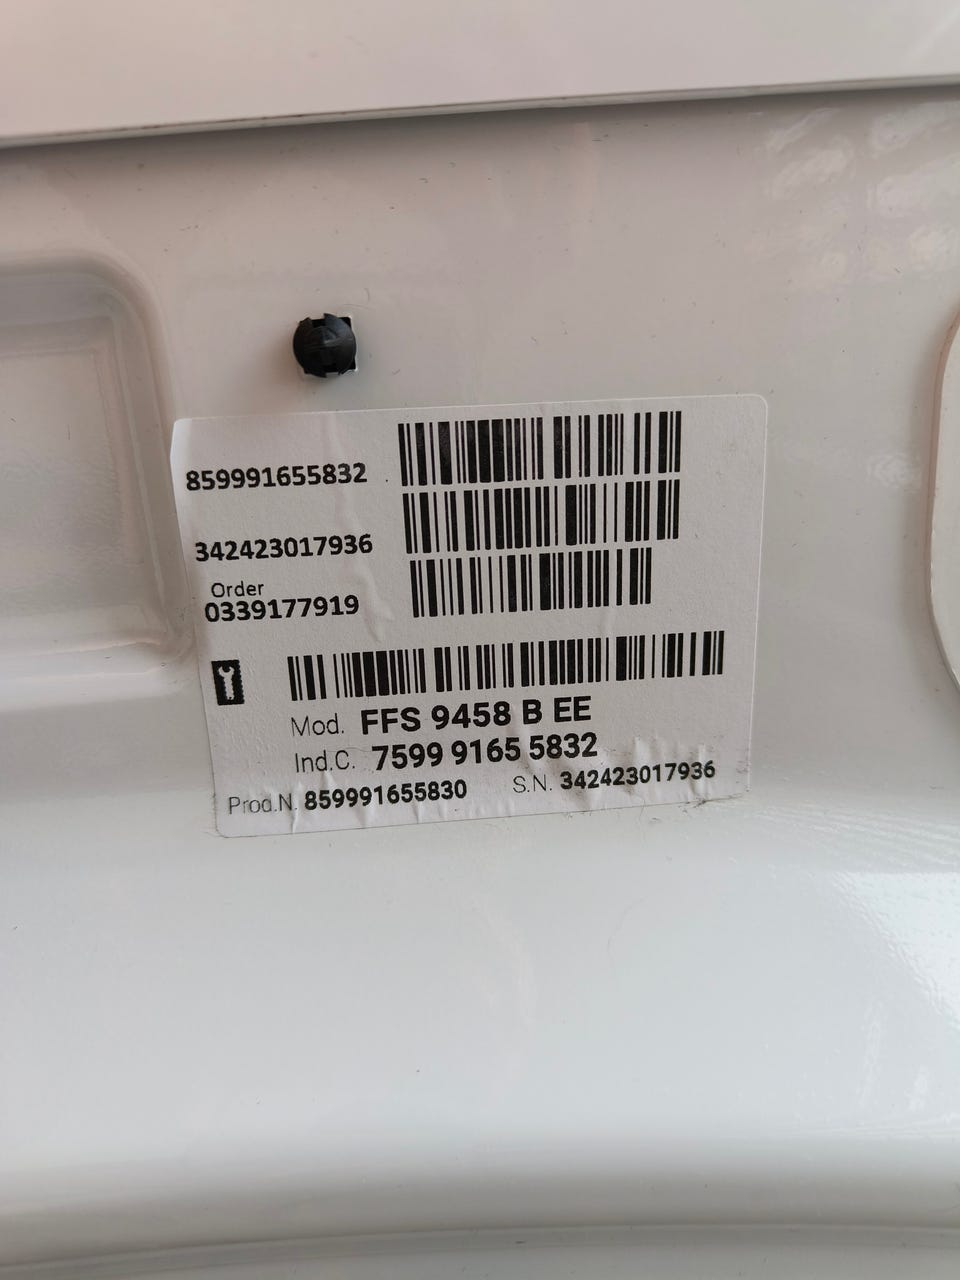 859991655832
342423017936
Order
0339177919
Mod. FFS 9458 B EE
Ind.C. 7599 9165 5832
Prod.N. 859991655830 S.N. 342423017936